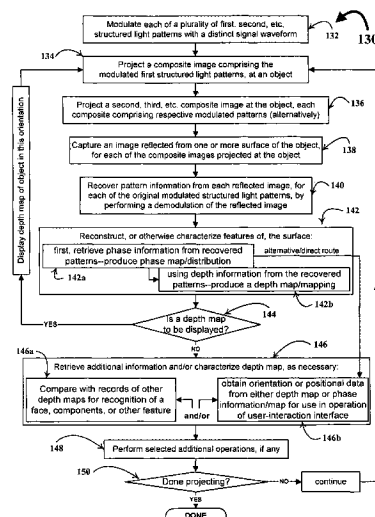 Modulate each of a plurality of first, second, etc.
structured light patterns with a distinct signal waveform
132
130
134
Project a composite image comprising the
modulated first structured light patterns, at an object
Project a second, third, etc. composite image at the object, each
composite comprising respective modulated patterns (alternatively)
136
Capture an image reflected from one or more surface of the object,
for each of the composite images projected at the object
138
Recover pattern information from each reflected image, for
each of the original modulated structured light patterns, by
performing a demodulation of the reflected image
140
142
Reconstruct, or otherwise characterize features of, the surface:
first, retrieve phase information from recovered
patterns--produce phase map/distribution
alternative/direct route
142a
using depth information from the recovered
patterns--produce a depth map/mapping
142b
Display depth map of object in this orientation
YES
Is a depth map
to be displayed?
144
NO
146
146a
Retrieve additional information and/or characterize depth map, as necessary:
Compare with records of other
depth maps for recognition of a
face, components, or other feature
and/or
obtain orientation or positional data
from either depth map or phase
information/map for use in operation
of user-interaction interface
146b
148
Perform selected additional operations, if any
150
Done projecting?
NO
continue
YES
DONE